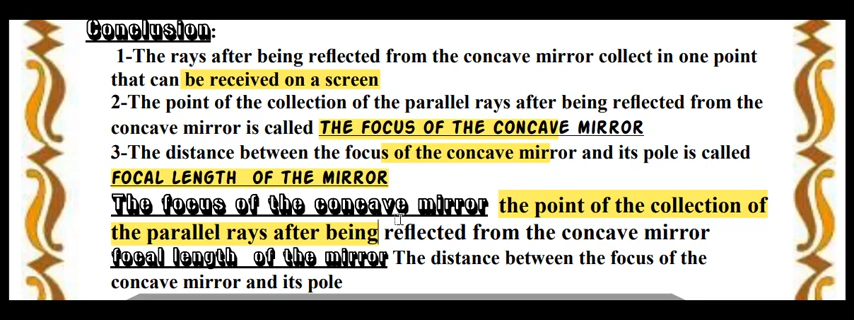 Conclusion:
1-The rays after being reflected from the concave mirror collect in one point
that can be received on a screen
2-The point of the collection of the parallel rays after being reflected from the
concave mirror is called THE FOCUS OF THE CONCAVE MIRROR
3-The distance between the focus of the concave mirror and its pole is called
FOCAL LENGTH OF THE MIRROR
The focus of the concave mirror the point of the collection of
the parallel rays after being reflected from the concave mirror
focal length of the mirror The distance between the focus of the
concave mirror and its pole